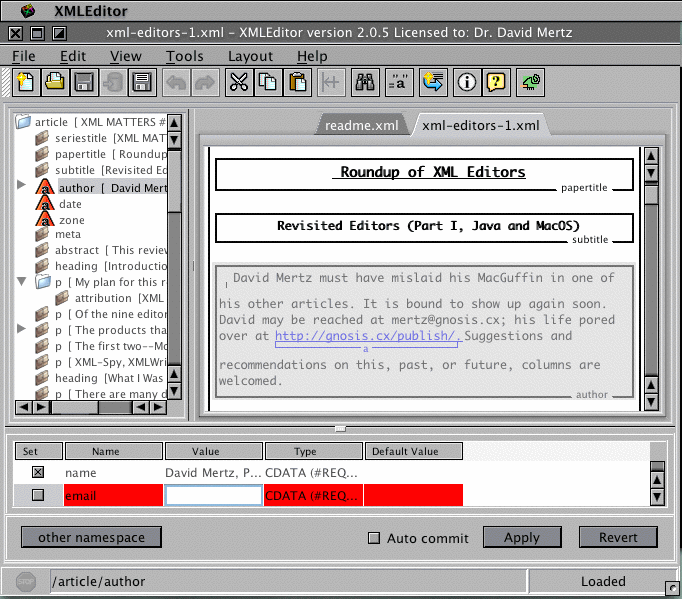 XMLEditor
xml-editors-1.xml - XMLEditor version 2.0.5 Licensed to: Dr. David Mertz
File Edit View Tools Layout Help
="a"
readme.xml xml-editors-1.xml
article [ XML MATTERS #
seriestitle [XML MAT
papertitle [ Roundup
subtitle [Revisited Ed
author [ David Mert
date
zone
meta
abstract [ This review
heading [Introductio
p [ My plan for this r
attribution [XML
p [ Of the nine editor
p [ The products tha
p [ The first two--Mo
p [ XML-Spy, XMLWri
heading [What I Was
p [ There are many d
Roundup of XML Editors
papertitle
Revisited Editors (Part I, Java and MacOS)
subtitle
David Mertz must have mislaid his MacGuffin in one of
his other articles. It is bound to show up again soon.
David may be reached at mertz@gnosis.cx; his life pored
over at http://gnosis.cx/publish/. Suggestions and
a
recommendations on this, past, or future, columns are
welcomed.
author
Set Name Value Type Default Value
name David Mertz, P... CDATA (#REQ...
email CDATA (#REQ...
other namespace Auto commit Apply Revert
STOP /article/author Loaded